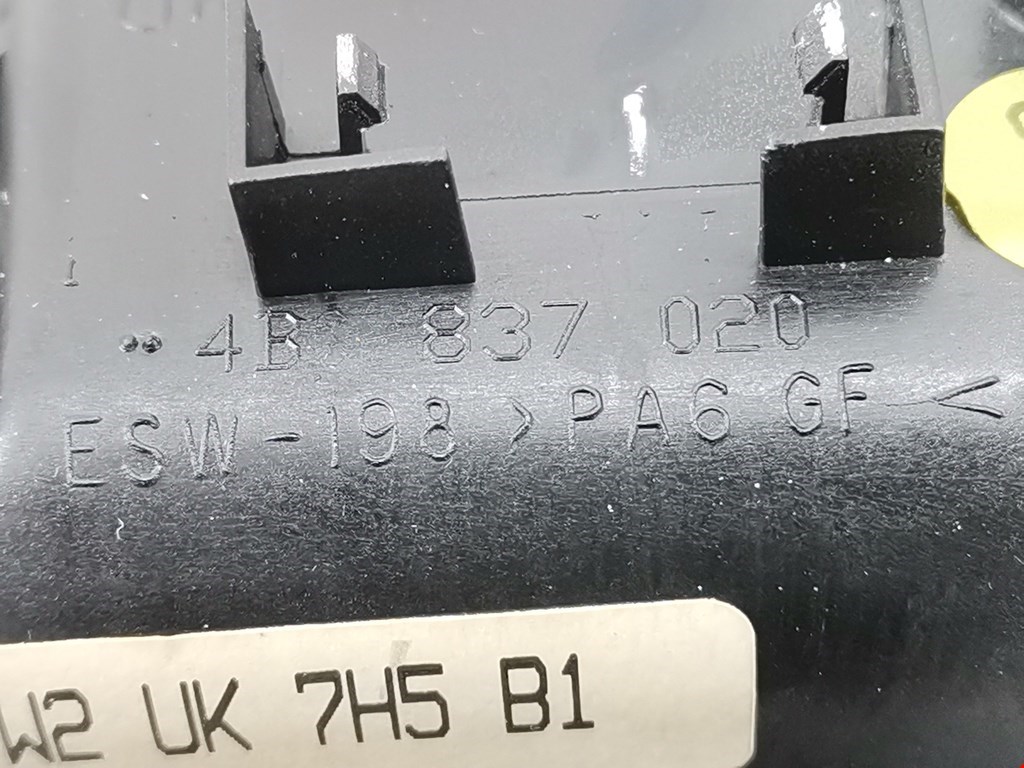 4B 837 020
ESW-198 >PA6 GF<
W2 UK 7H5 B1